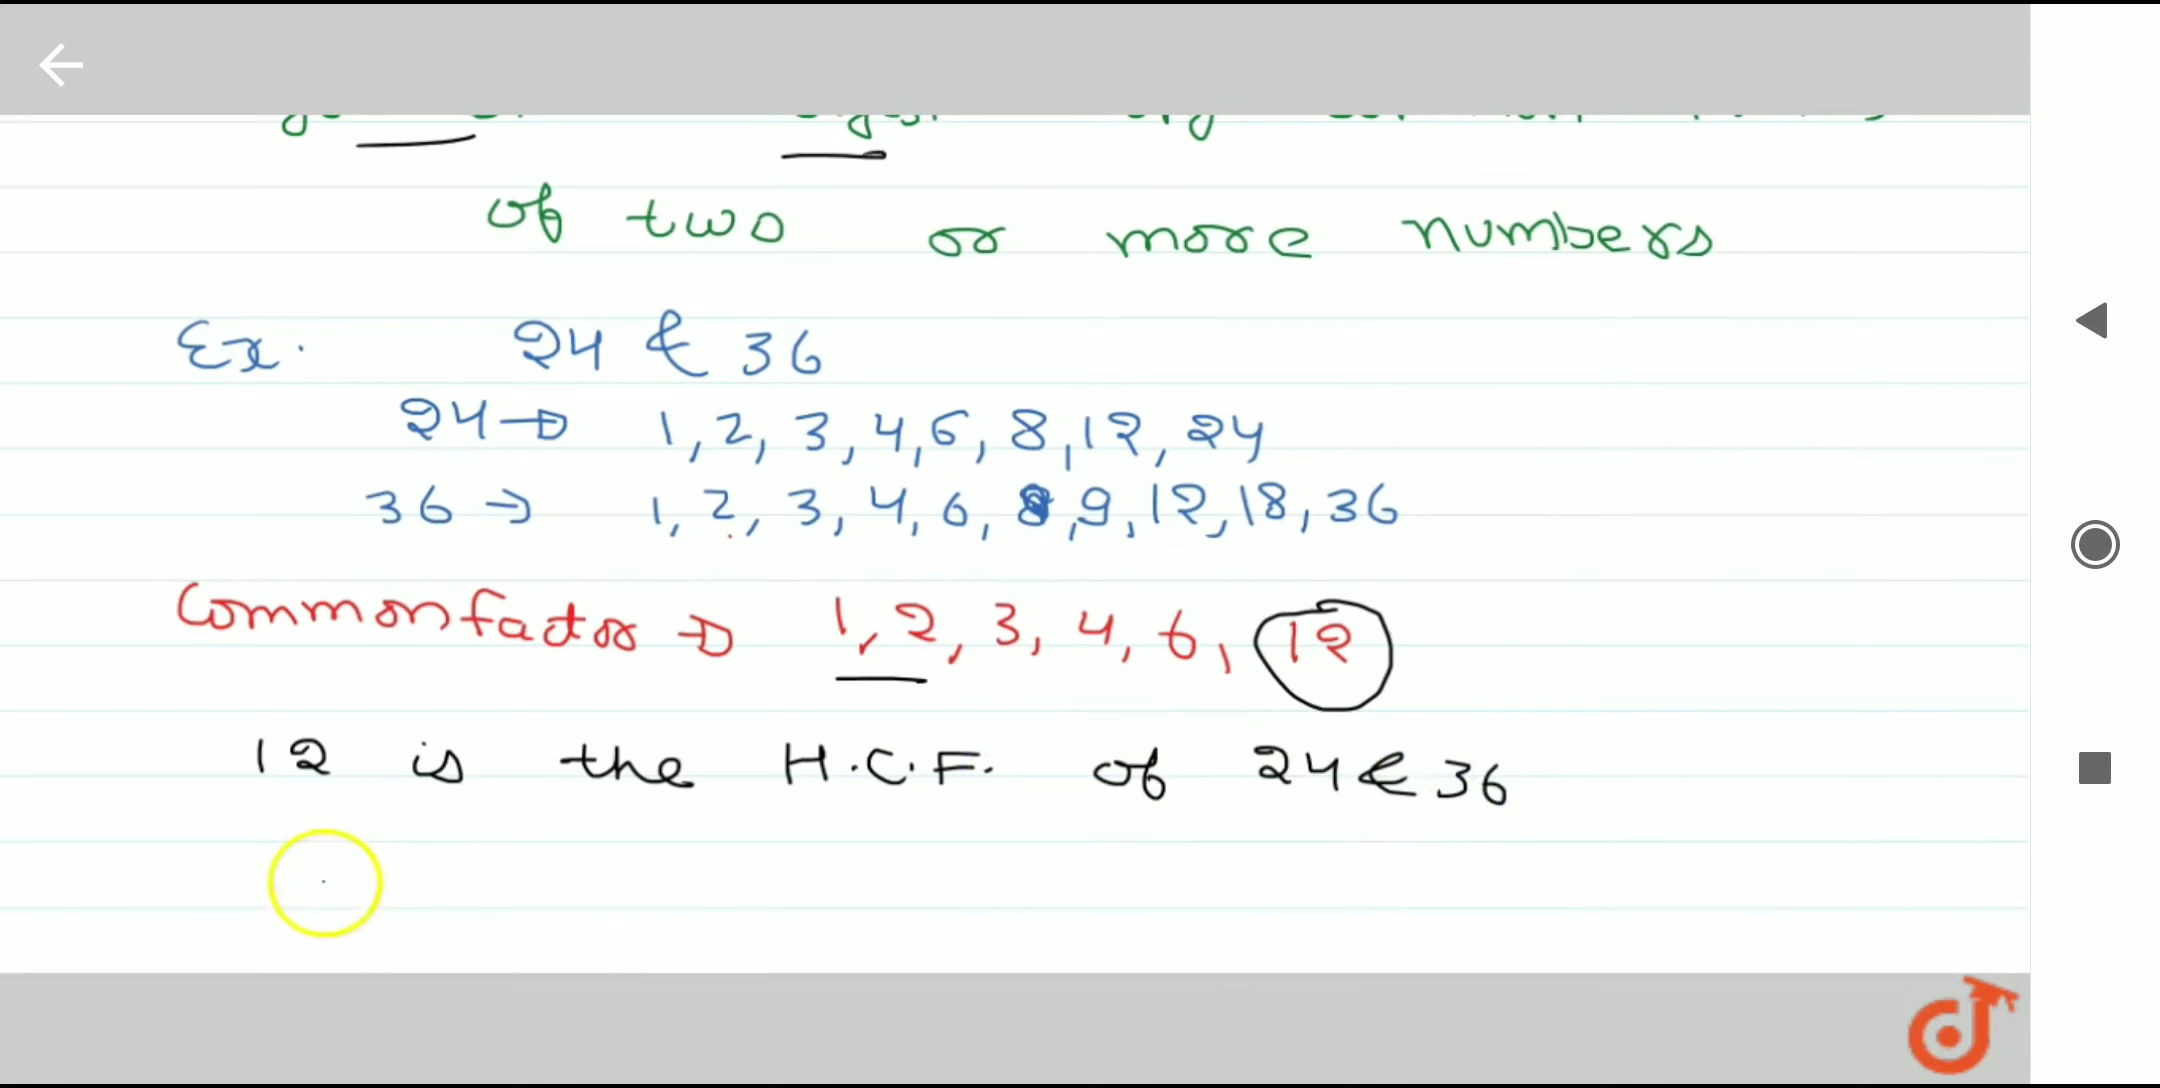 of two or more numbers
Ex. 24 & 36
24 → 1, 2, 3, 4, 6, 8, 12, 24
36 → 1, 2, 3, 4, 6, 9, 12, 18, 36
Common factor → 1, 2, 3, 4, 6, 12
12 is the H.C.F. of 24 & 36